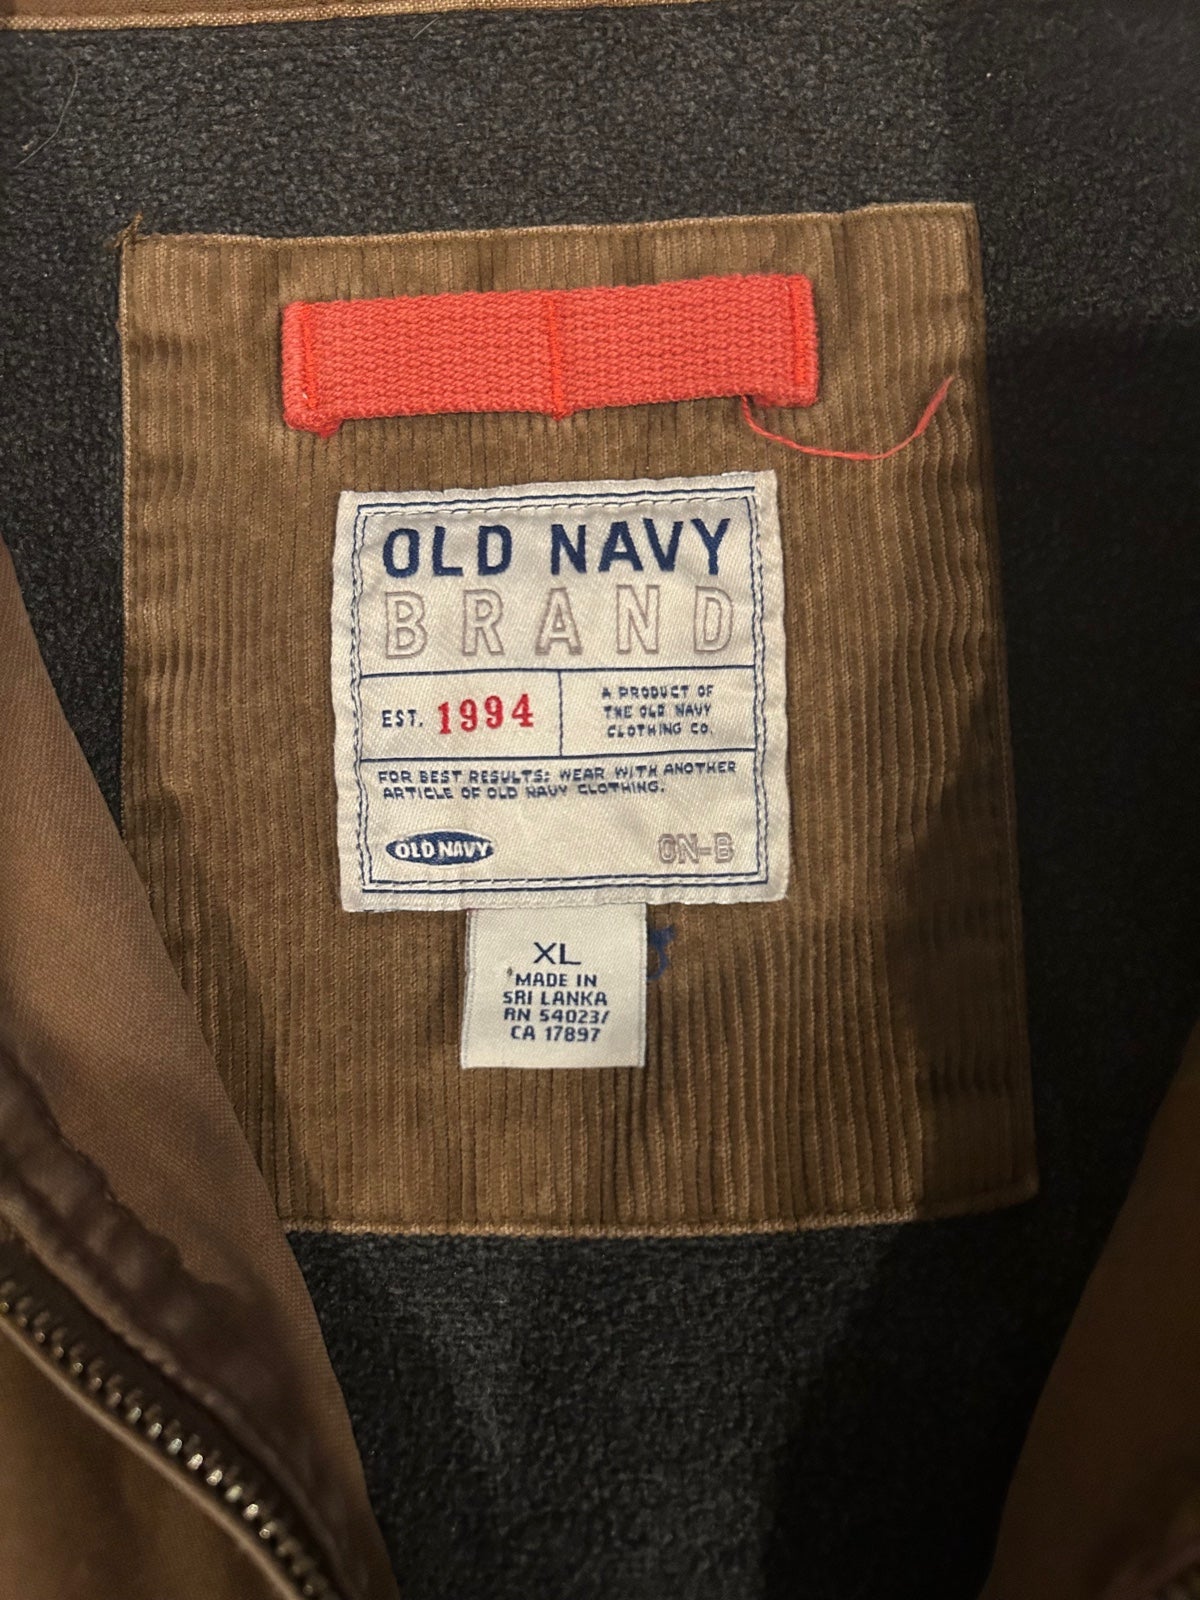 OLD NAVY
BRAND
EST. 1994
A PRODUCT OF
THE OLD NAVY
CLOTHING CO.
FOR BEST RESULTS: WEAR WITH ANOTHER
ARTICLE OF OLD NAVY CLOTHING.
OLD NAVY
ON-B
XL
MADE IN
SRI LANKA
RN 54023/
CA 17897